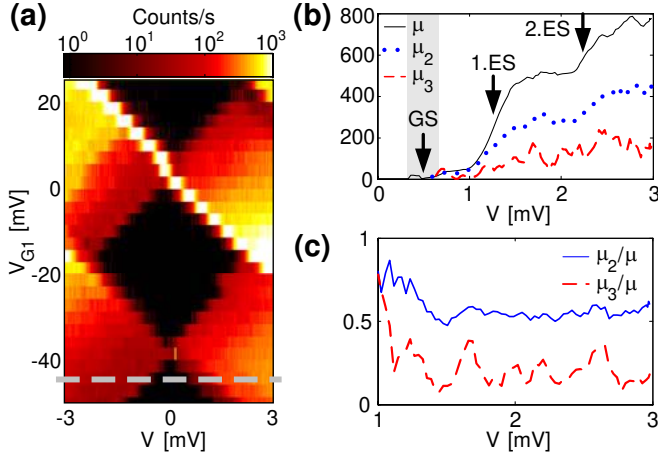 (a)
Counts/s
10⁰ 10¹ 10² 10³
V_G1 [mV]
20
0
-20
-40
-3 0 3
V [mV]
(b)
800
600
400
200
0
μ
μ₂
μ₃
GS
1.ES
2.ES
0 1 2 3
V [mV]
(c)
1
0.5
0
μ₂/μ
μ₃/μ
1 2 3
V [mV]